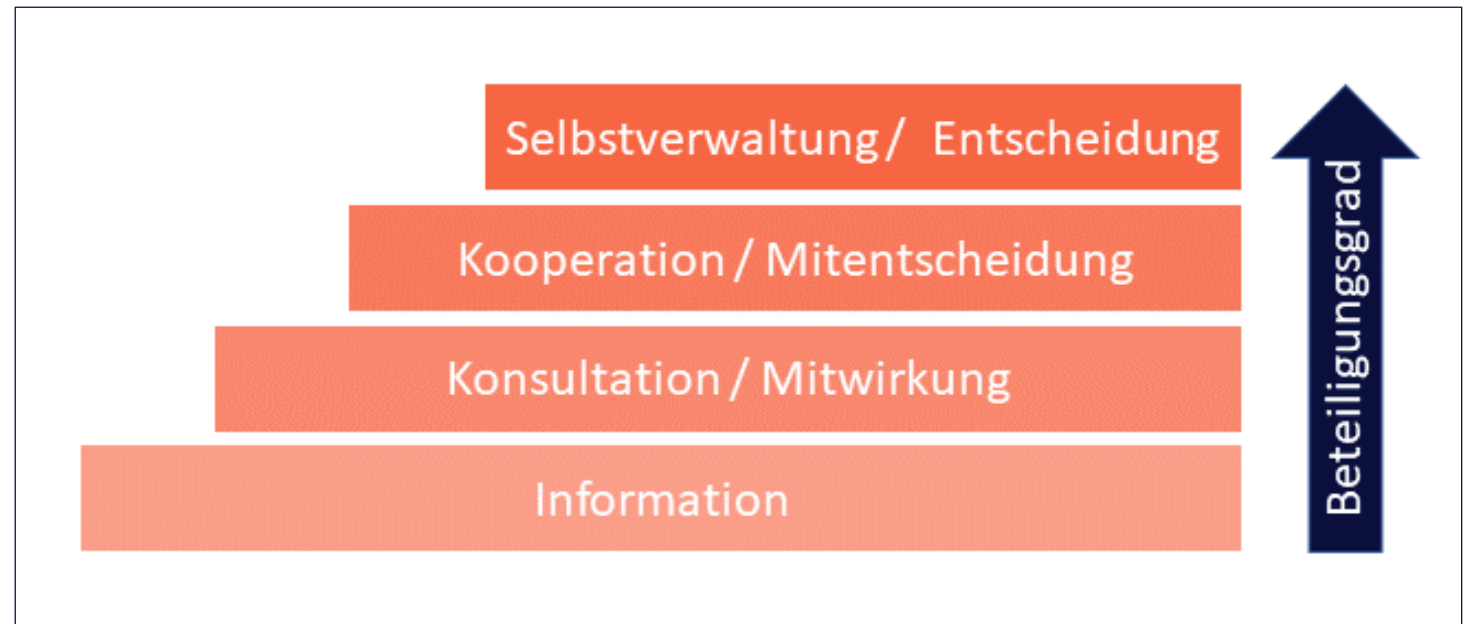 Selbstverwaltung / Entscheidung
Kooperation / Mitentscheidung
Konsultation / Mitwirkung
Information
Beteiligungsgrad